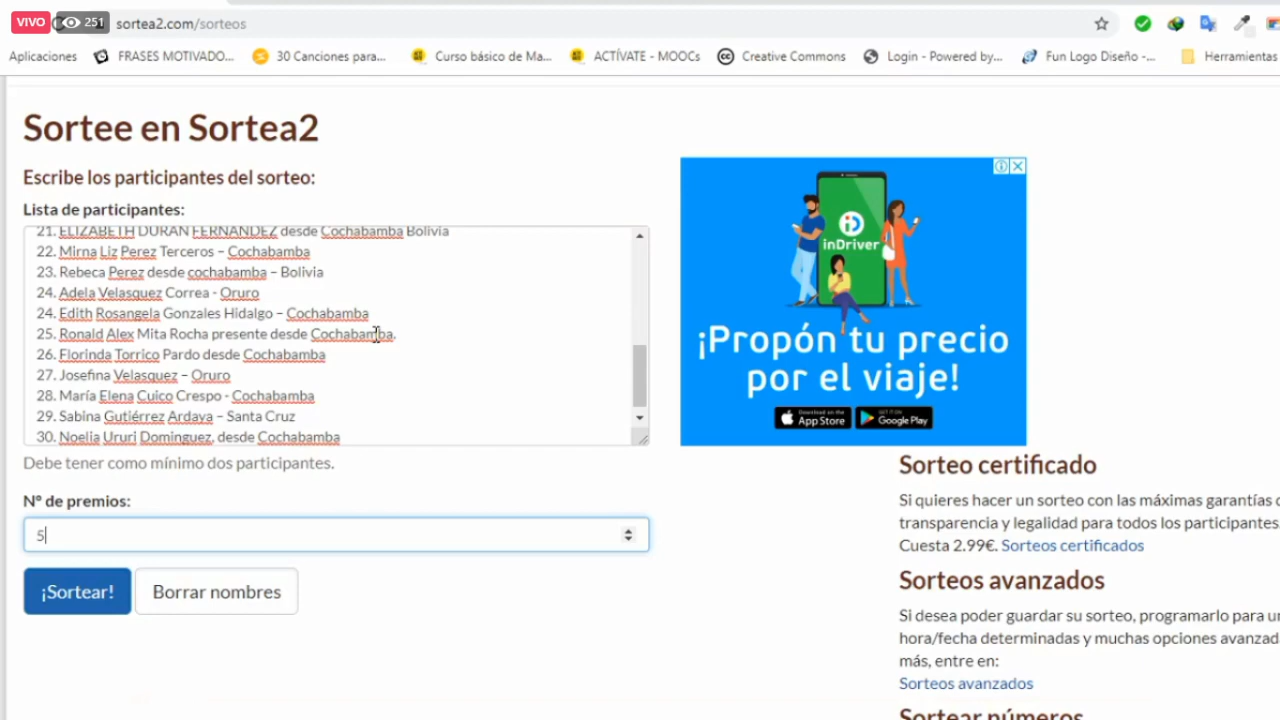 VIVO 251 sortea2.com/sorteos
Aplicaciones FRASES MOTIVADO... 30 Canciones para... Curso básico de Ma... ACTÍVATE - MOOCs Creative Commons Login - Powered by... Fun Logo Diseño -... Herramientas
Sortee en Sortea2
Escribe los participantes del sorteo:
Lista de participantes:
21. ELIZABETH DURAN FERNANDEZ desde Cochabamba Bolivia
22. Mirna Liz Perez Terceros – Cochabamba
23. Rebeca Perez desde cochabamba – Bolivia
24. Adela Velasquez Correa - Oruro
24. Edith Rosangela Gonzales Hidalgo – Cochabamba
25. Ronald Alex Mita Rocha presente desde Cochabamba.
26. Florinda Torrico Pardo desde Cochabamba
27. Josefina Velasquez – Oruro
28. María Elena Cuico Crespo - Cochabamba
29. Sabina Gutiérrez Ardaya – Santa Cruz
30. Noelia Ururi Dominguez, desde Cochabamba
Debe tener como mínimo dos participantes.
Nº de premios:
5
¡Sortear! Borrar nombres
inDriver
¡Propón tu precio
por el viaje!
Download on the App Store Google Play
Sorteo certificado
Si quieres hacer un sorteo con las máximas garantías
transparencia y legalidad para todos los participantes.
Cuesta 2.99€. Sorteos certificados
Sorteos avanzados
Si desea poder guardar su sorteo, programarlo para
hora/fecha determinadas y muchas opciones
más, entre en:
Sorteos avanzados
Sortear números